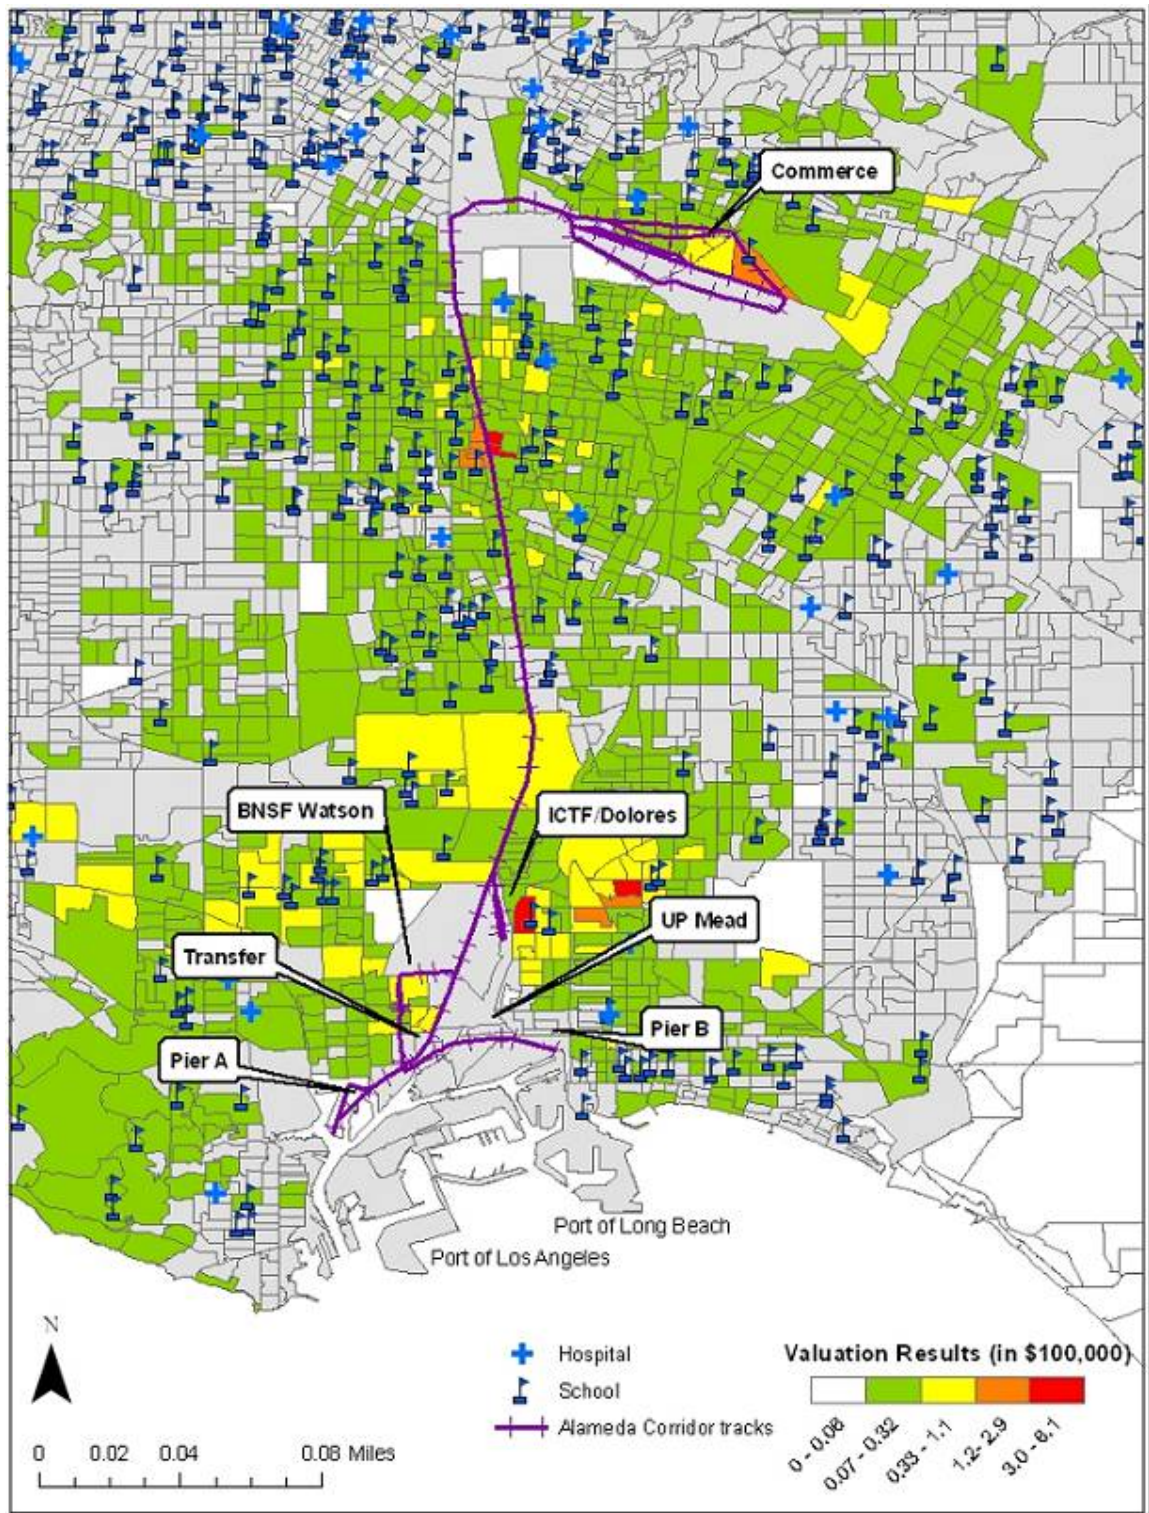 Commerce
BNSF Watson
ICTF/Dolores
UP Mead
Transfer
Pier B
Pier A
Port of Long Beach
Port of Los Angeles
N
Hospital
School
Alameda Corridor tracks
Valuation Results (in $100,000)
0 - 0.06
0.07 - 0.32
0.33 - 1.1
1.2- 2.9
3.0 - 6.1
0 0.02 0.04 0.08 Miles